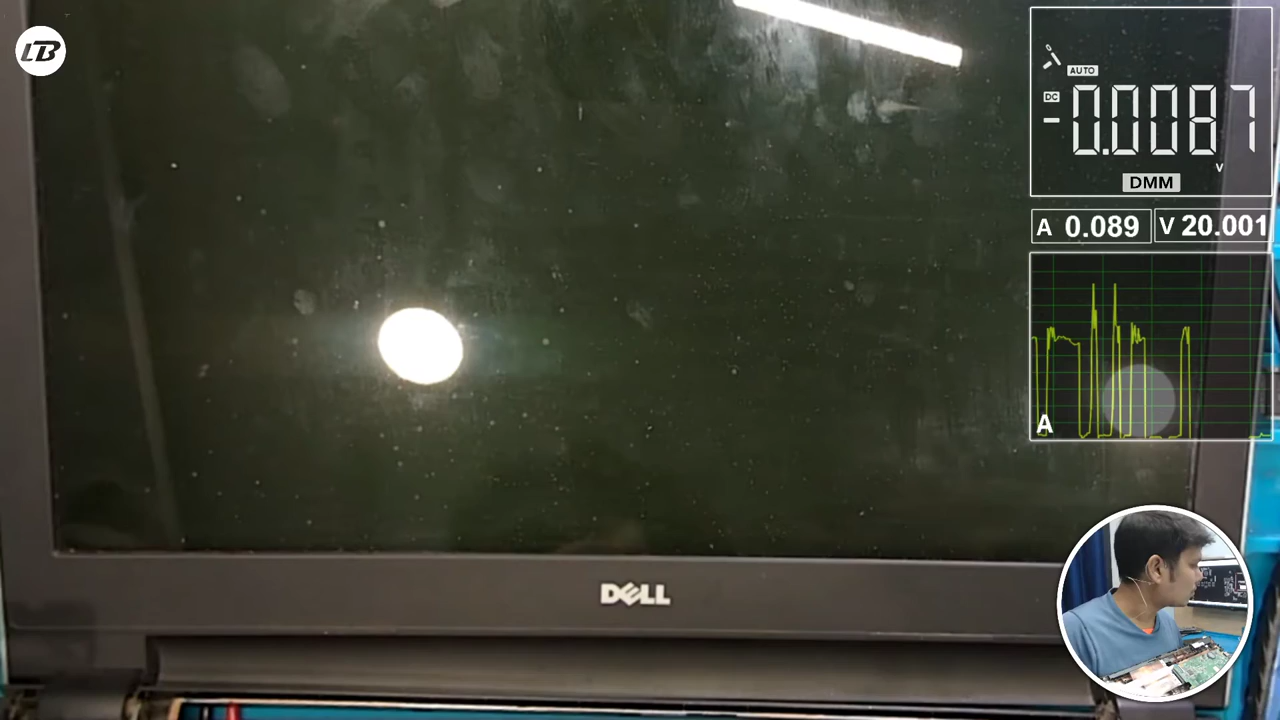 LB
AUTO
DC
-0.0087
V
DMM
A 0.089 V 20.001
A
DELL